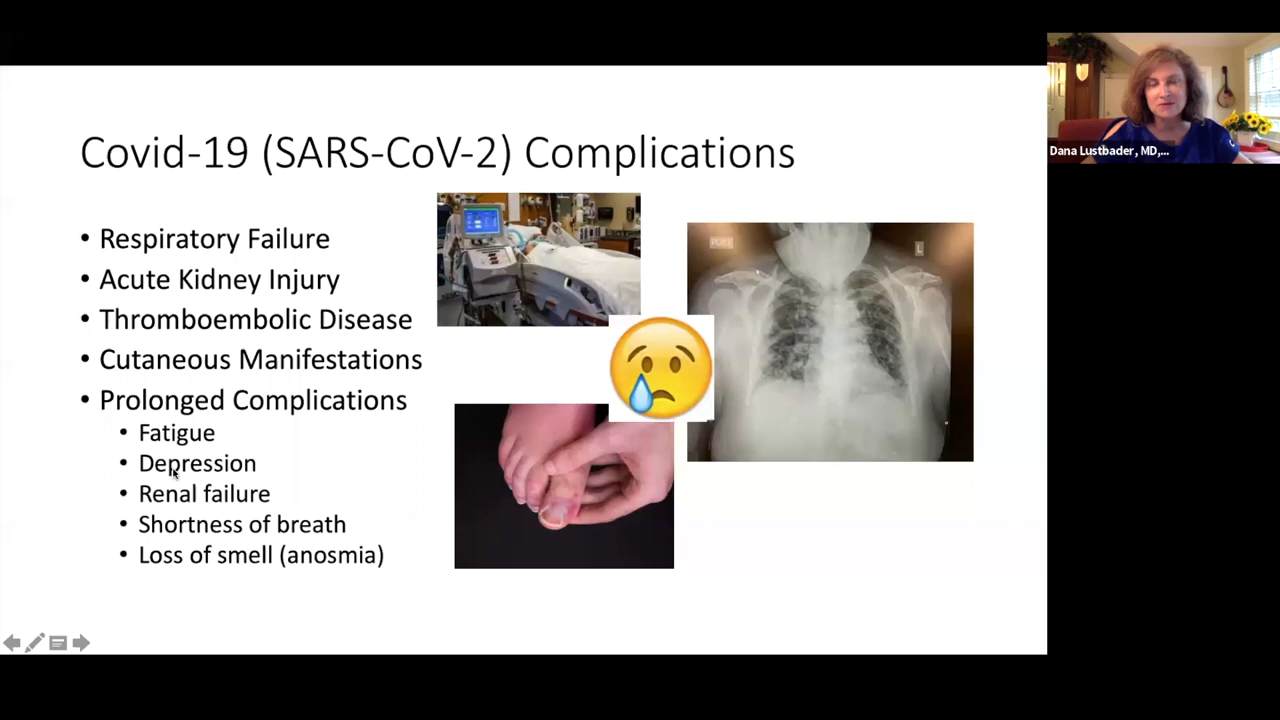 Covid-19 (SARS-CoV-2) Complications
• Respiratory Failure
• Acute Kidney Injury
• Thromboembolic Disease
• Cutaneous Manifestations
• Prolonged Complications
• Fatigue
• Depression
• Renal failure
• Shortness of breath
• Loss of smell (anosmia)
L
Dana Lustbader, MD,...